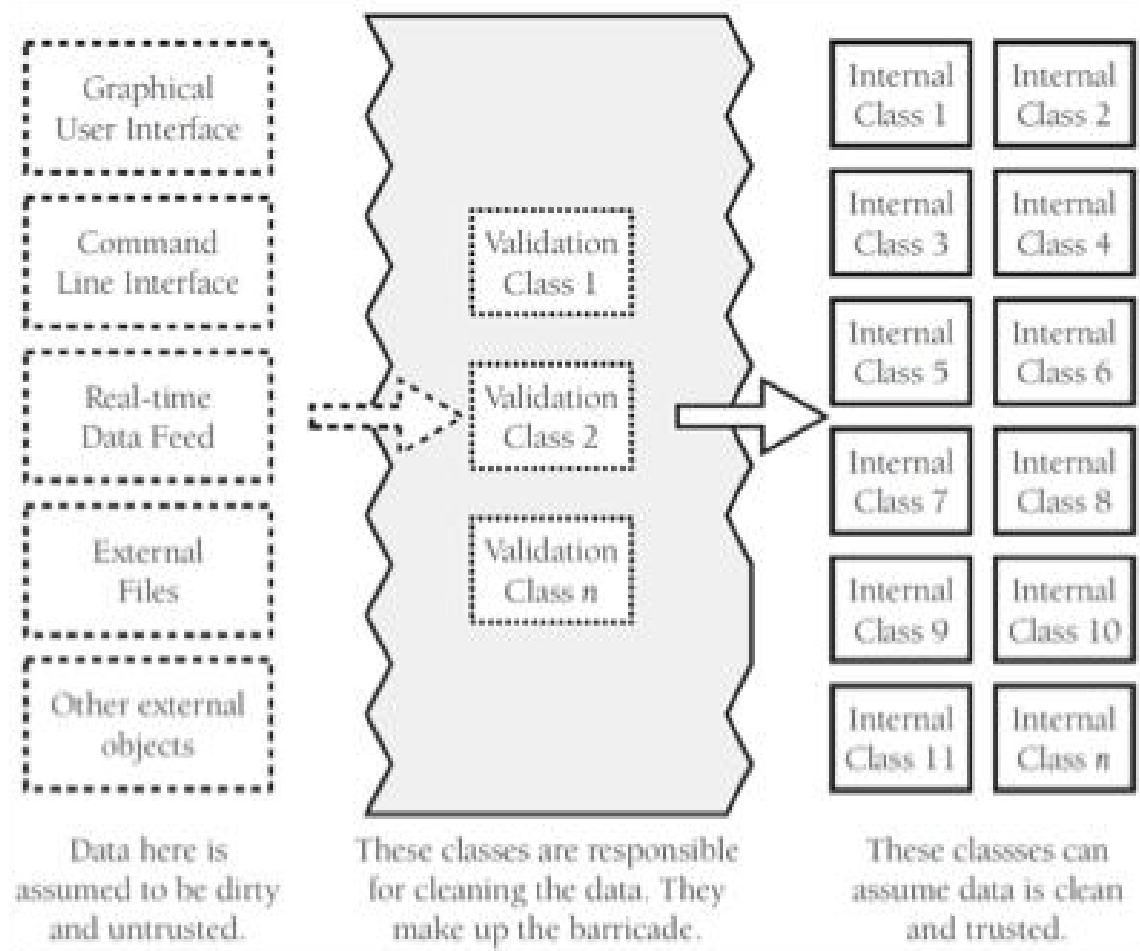 Graphical
User Interface
Command
Line Interface
Real-time
Data Feed
External
Files
Other external
objects
Data here is
assumed to be dirty
and untrusted.
Validation
Class 1
Validation
Class 2
Validation
Class n
These classes are responsible
for cleaning the data. They
make up the barricade.
Internal
Class 1
Internal
Class 2
Internal
Class 3
Internal
Class 4
Internal
Class 5
Internal
Class 6
Internal
Class 7
Internal
Class 8
Internal
Class 9
Internal
Class 10
Internal
Class 11
Internal
Class n
These classses can
assume data is clean
and trusted.